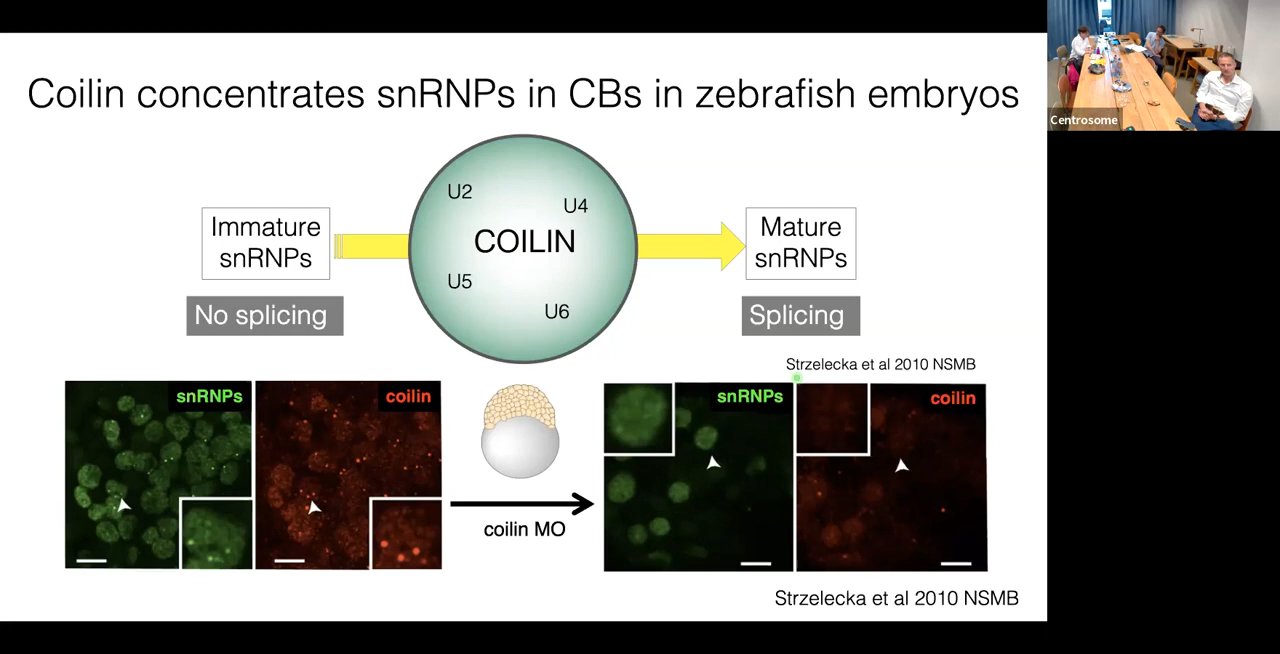 Coilin concentrates snRNPs in CBs in zebrafish embryos
Immature
snRNPs
No splicing
U2
U4
COILIN
U5
U6
Mature
snRNPs
Splicing
Strzelecka et al 2010 NSMB
snRNPs
coilin
coilin MO
snRNPs
coilin
Strzelecka et al 2010 NSMB
Centrosome